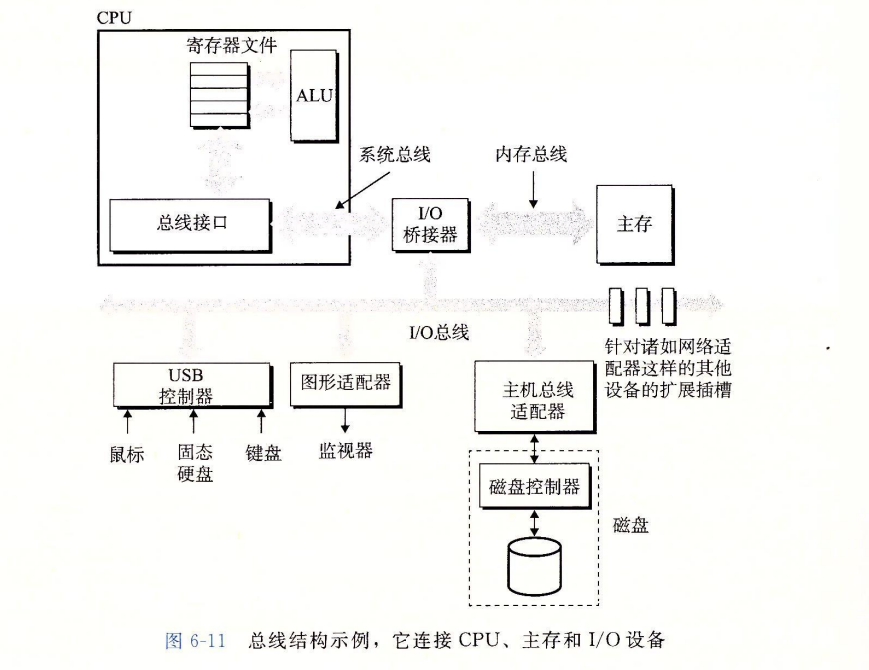 CPU
寄存器文件
ALU
系统总线
内存总线
总线接口
I/O
桥接器
主存
I/O总线
针对诸如网络适
配器这样的其他
设备的扩展插槽
USB
控制器
图形适配器
主机总线
适配器
鼠标
固态
硬盘
键盘
监视器
磁盘控制器
磁盘
图 6-11 总线结构示例，它连接 CPU、主存和 I/O 设备